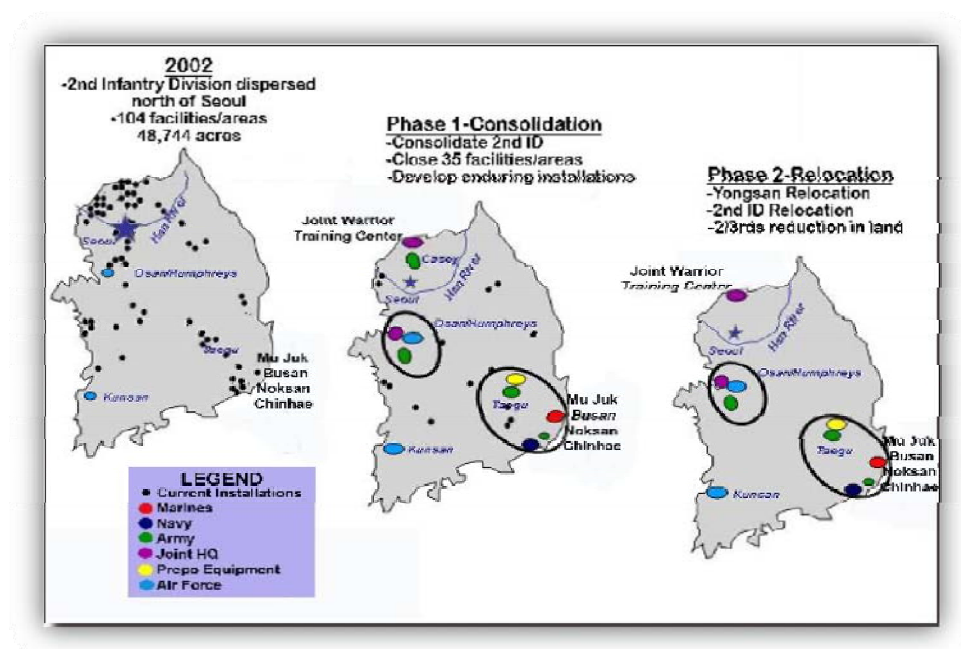 2002
-2nd Infantry Division dispersed
north of Seoul
-104 facilities/areas
48,744 acres
Seoul
Han River
Osan/Humphreys
Taegu
Kunsan
Mu Juk
Busan
Noksan
Chinhae
Phase 1-Consolidation
-Consolidate 2nd ID
-Close 35 facilities/areas
-Develop enduring installations
Joint Warrior
Training Center
Casey
Han River
Seoul
Osan/Humphreys
Taegu
Mu Juk
Busan
Noksan
Chinhae
Kunsan
Phase 2-Relocation
-Yongsan Relocation
-2nd ID Relocation
-2/3rds reduction in land
Joint Warrior
Training Center
Han River
Seoul
Osan/Humphreys
Taegu
Mu Juk
Busan
Noksan
Chinhae
Kunsan
LEGEND
Current Installations
Marines
Navy
Army
Joint HQ
Prepo Equipment
Air Force